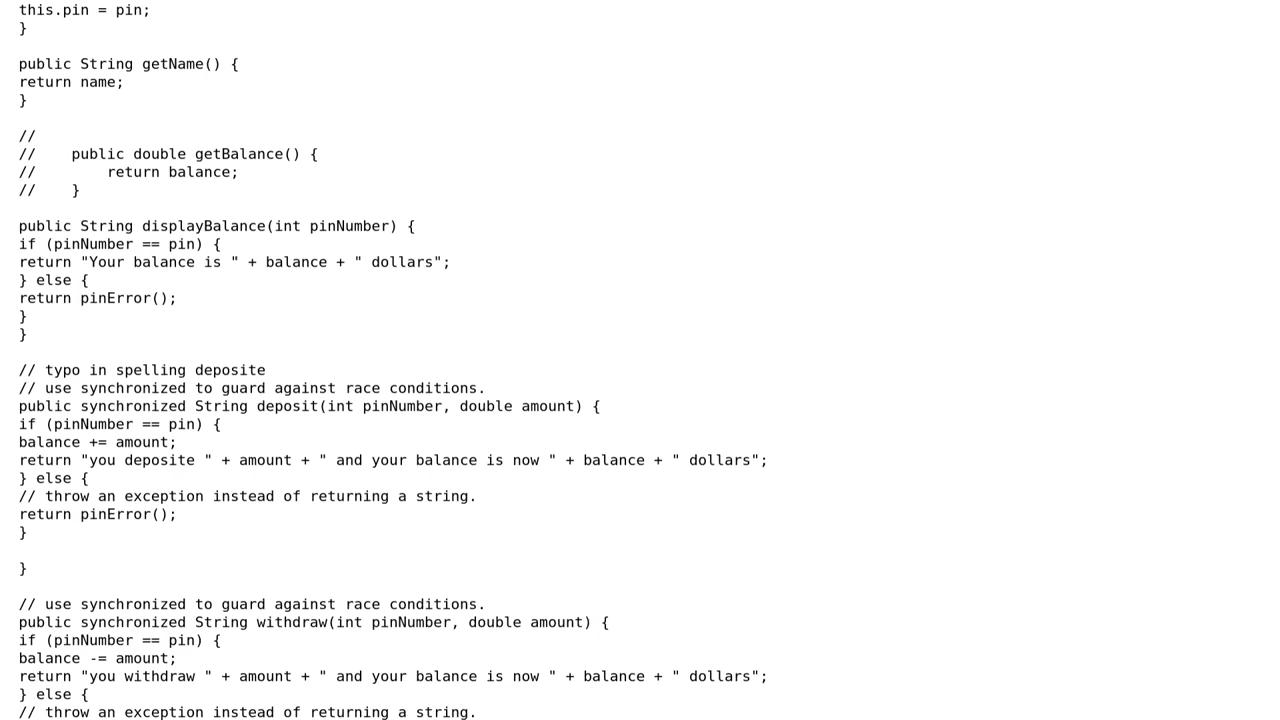 this.pin = pin;
}
public String getName() {
return name;
}
//
//    public double getBalance() {
//        return balance;
//    }
public String displayBalance(int pinNumber) {
if (pinNumber == pin) {
return "Your balance is " + balance + " dollars";
} else {
return pinError();
}
}
// typo in spelling deposite
// use synchronized to guard against race conditions.
public synchronized String deposit(int pinNumber, double amount) {
if (pinNumber == pin) {
balance += amount;
return "you deposite " + amount + " and your balance is now " + balance + " dollars";
} else {
// throw an exception instead of returning a string.
return pinError();
}
}
// use synchronized to guard against race conditions.
public synchronized String withdraw(int pinNumber, double amount) {
if (pinNumber == pin) {
balance -= amount;
return "you withdraw " + amount + " and your balance is now " + balance + " dollars";
} else {
// throw an exception instead of returning a string.